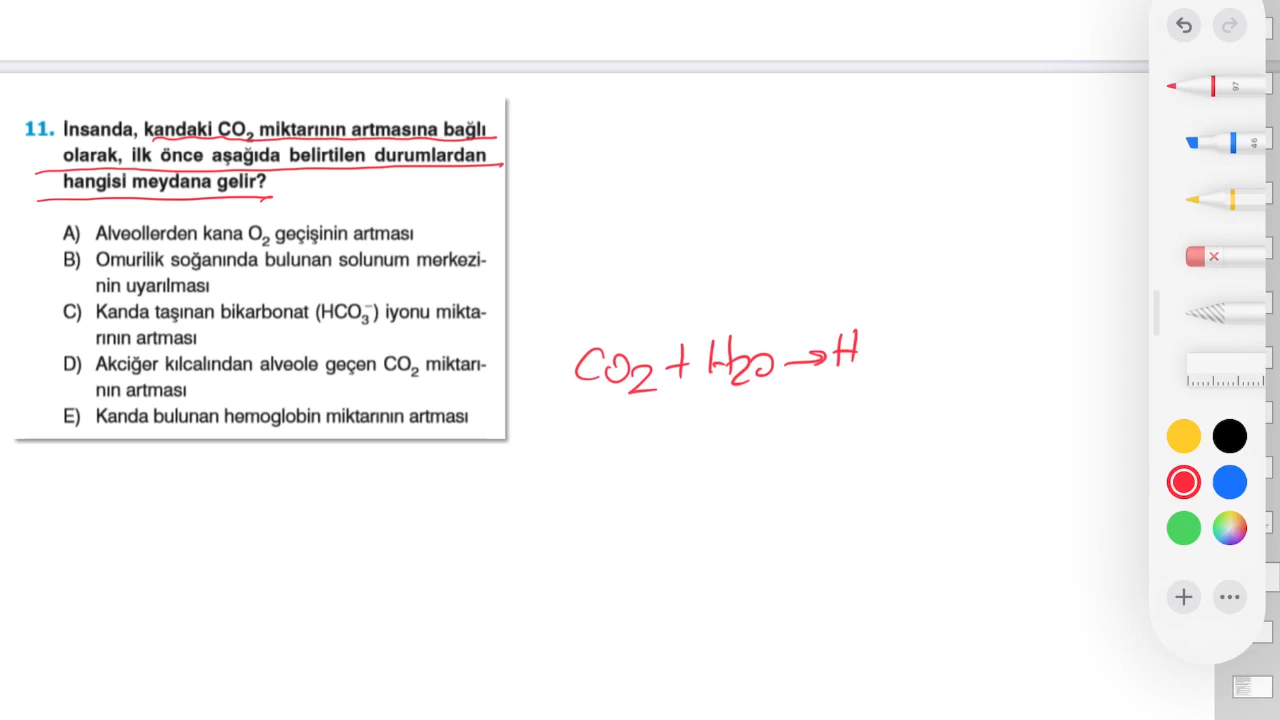 11. İnsanda, kandaki CO₂ miktarının artmasına bağlı
olarak, ilk önce aşağıda belirtilen durumlardan
hangisi meydana gelir?
A) Alveollerden kana O₂ geçişinin artması
B) Omurilik soğanında bulunan solunum merkezi-
nin uyarılması
C) Kanda taşınan bikarbonat (HCO₃⁻) iyonu mikta-
rının artması
D) Akciğer kılcalından alveole geçen CO₂ miktarı-
nın artması
E) Kanda bulunan hemoglobin miktarının artması
CO₂ + H₂O → H
97
46